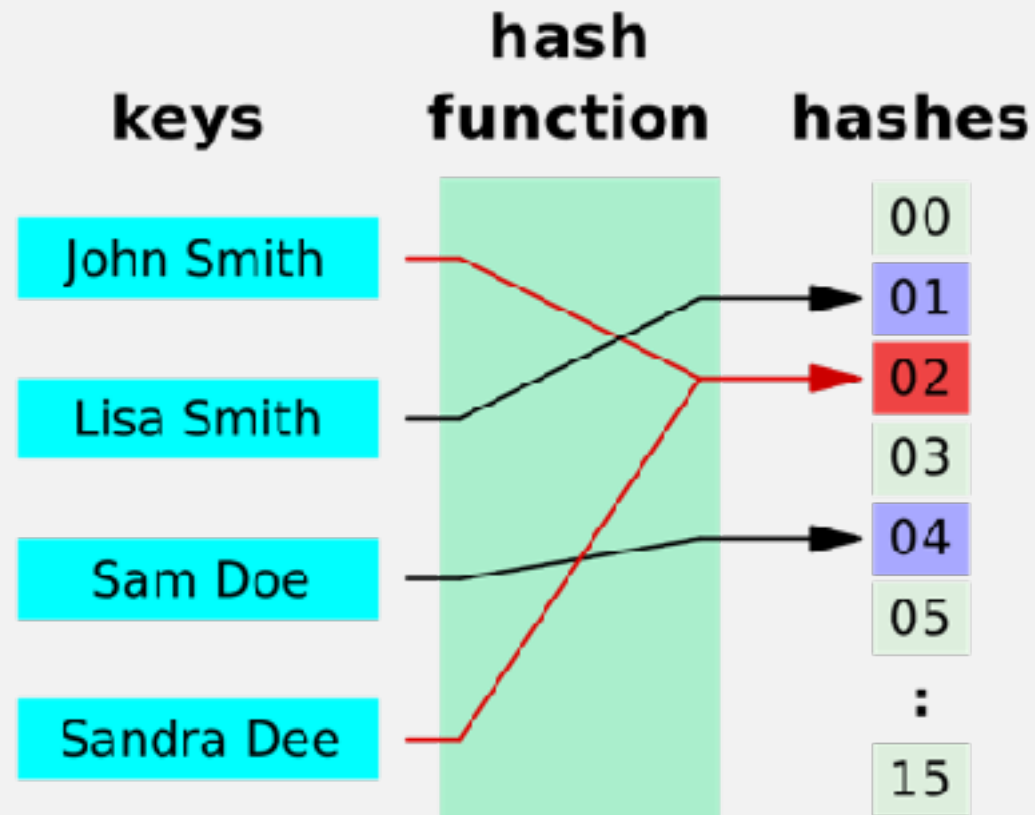 keys
hash
function
hashes
John Smith
Lisa Smith
Sam Doe
Sandra Dee
00
01
02
03
04
05
:
15